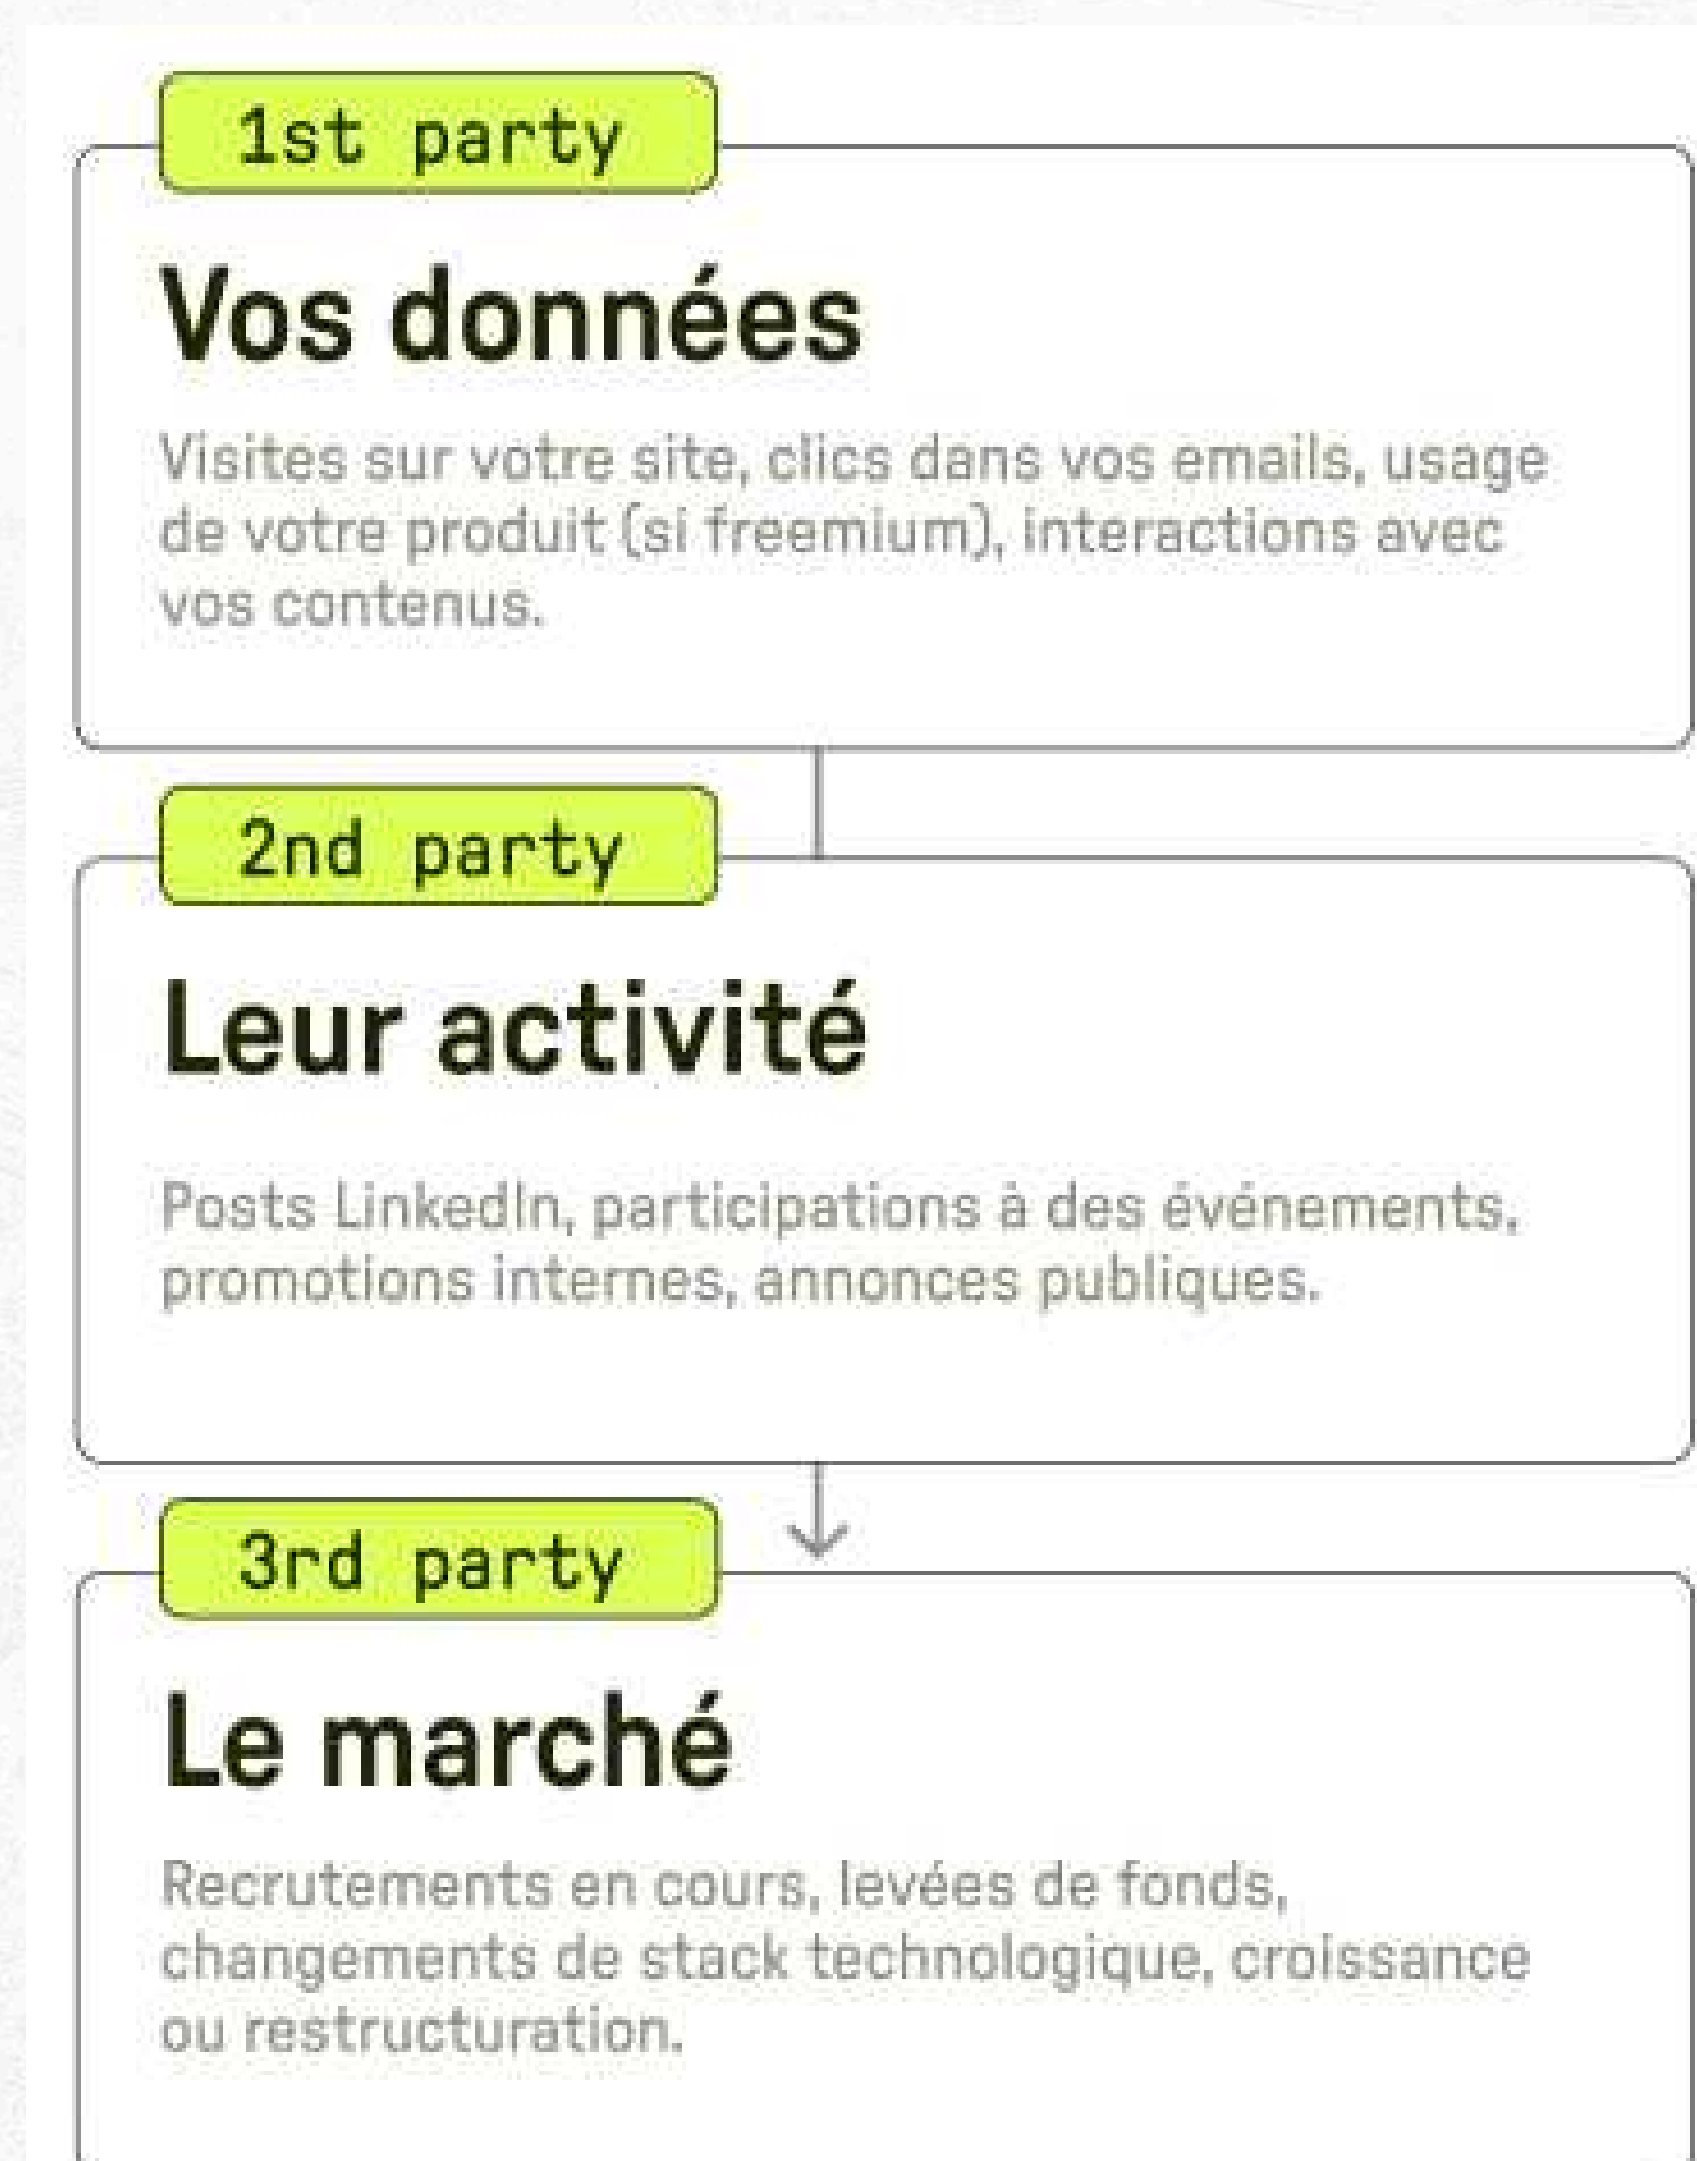 1st party
Vos données
Visites sur votre site, clics dans vos emails, usage
de votre produit (si freemium), interactions avec
vos contenus.
2nd party
Leur activité
Posts LinkedIn, participations à des événements,
promotions internes, annonces publiques.
3rd party
Le marché
Recrutements en cours, levées de fonds,
changements de stack technologique, croissance
ou restructuration.